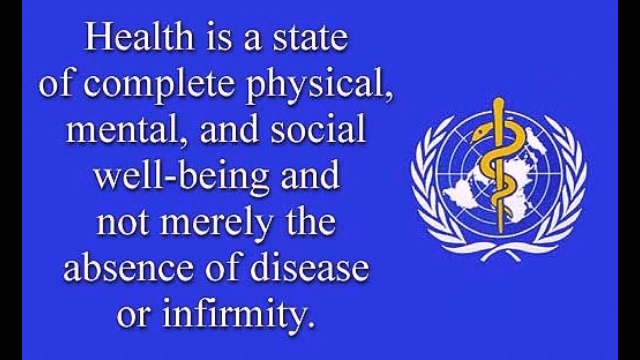 Health is a state
of complete physical,
mental, and social
well-being and
not merely the
absence of disease
or infirmity.